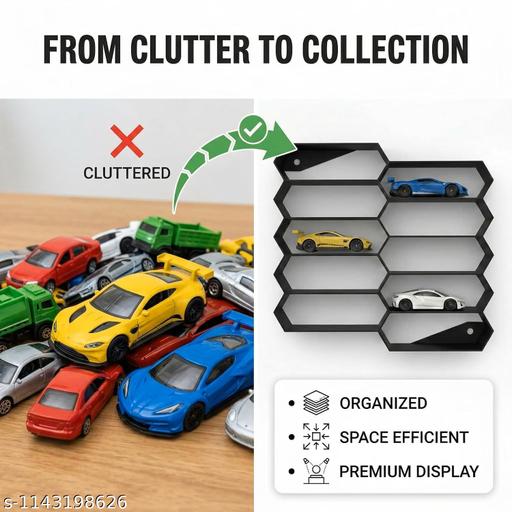 FROM CLUTTER TO COLLECTION
CLUTTERED
• ORGANIZED
• SPACE EFFICIENT
• PREMIUM DISPLAY
s-1143198626